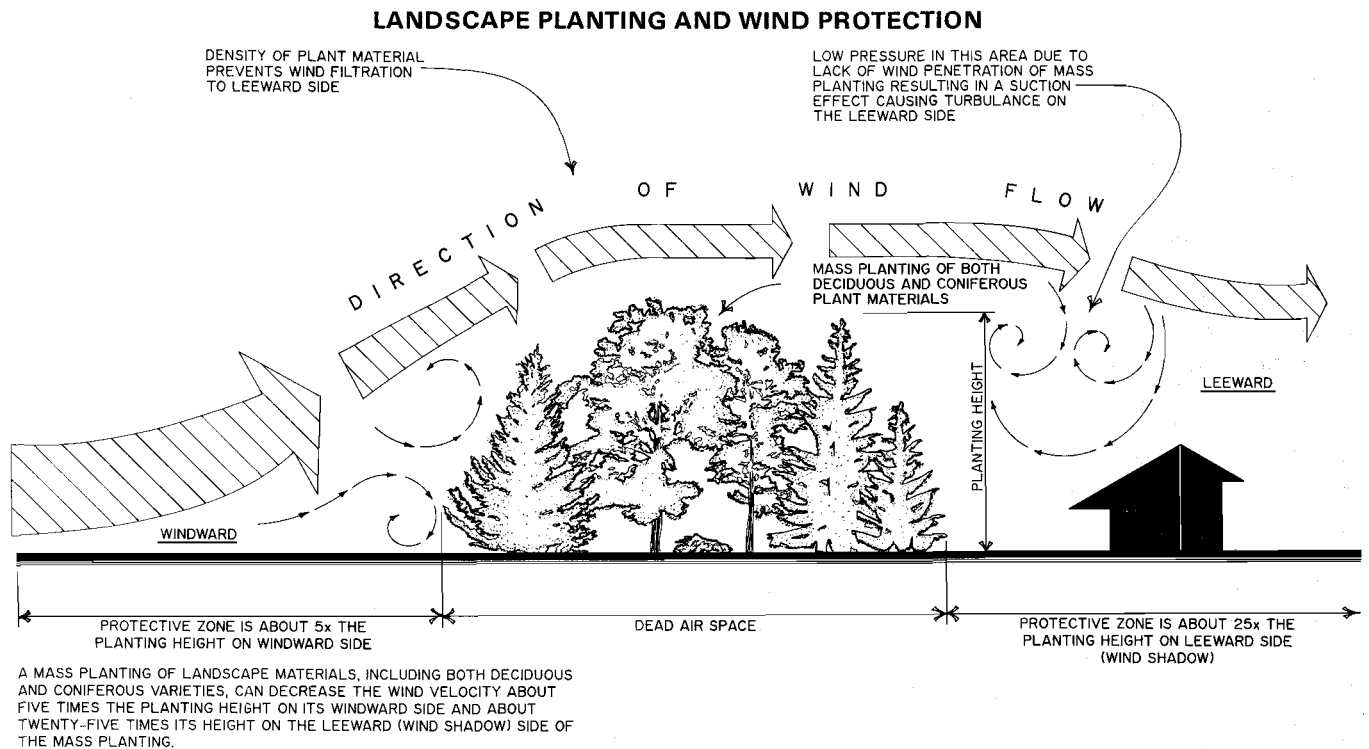 LANDSCAPE PLANTING AND WIND PROTECTION
DENSITY OF PLANT MATERIAL
PREVENTS WIND FILTRATION
TO LEEWARD SIDE
LOW PRESSURE IN THIS AREA DUE TO
LACK OF WIND PENETRATION OF MASS
PLANTING RESULTING IN A SUCTION
EFFECT CAUSING TURBULANCE ON
THE LEEWARD SIDE
DIRECTION OF WIND FLOW
MASS PLANTING OF BOTH
DECIDUOUS AND CONIFEROUS
PLANT MATERIALS
PLANTING HEIGHT
LEEWARD
WINDWARD
PROTECTIVE ZONE IS ABOUT 5x THE
PLANTING HEIGHT ON WINDWARD SIDE
DEAD AIR SPACE
PROTECTIVE ZONE IS ABOUT 25x THE
PLANTING HEIGHT ON LEEWARD SIDE
(WIND SHADOW)
A MASS PLANTING OF LANDSCAPE MATERIALS, INCLUDING BOTH DECIDUOUS
AND CONIFEROUS VARIETIES, CAN DECREASE THE WIND VELOCITY ABOUT
FIVE TIMES THE PLANTING HEIGHT ON ITS WINDWARD SIDE AND ABOUT
TWENTY-FIVE TIMES ITS HEIGHT ON THE LEEWARD (WIND SHADOW) SIDE OF
THE MASS PLANTING.